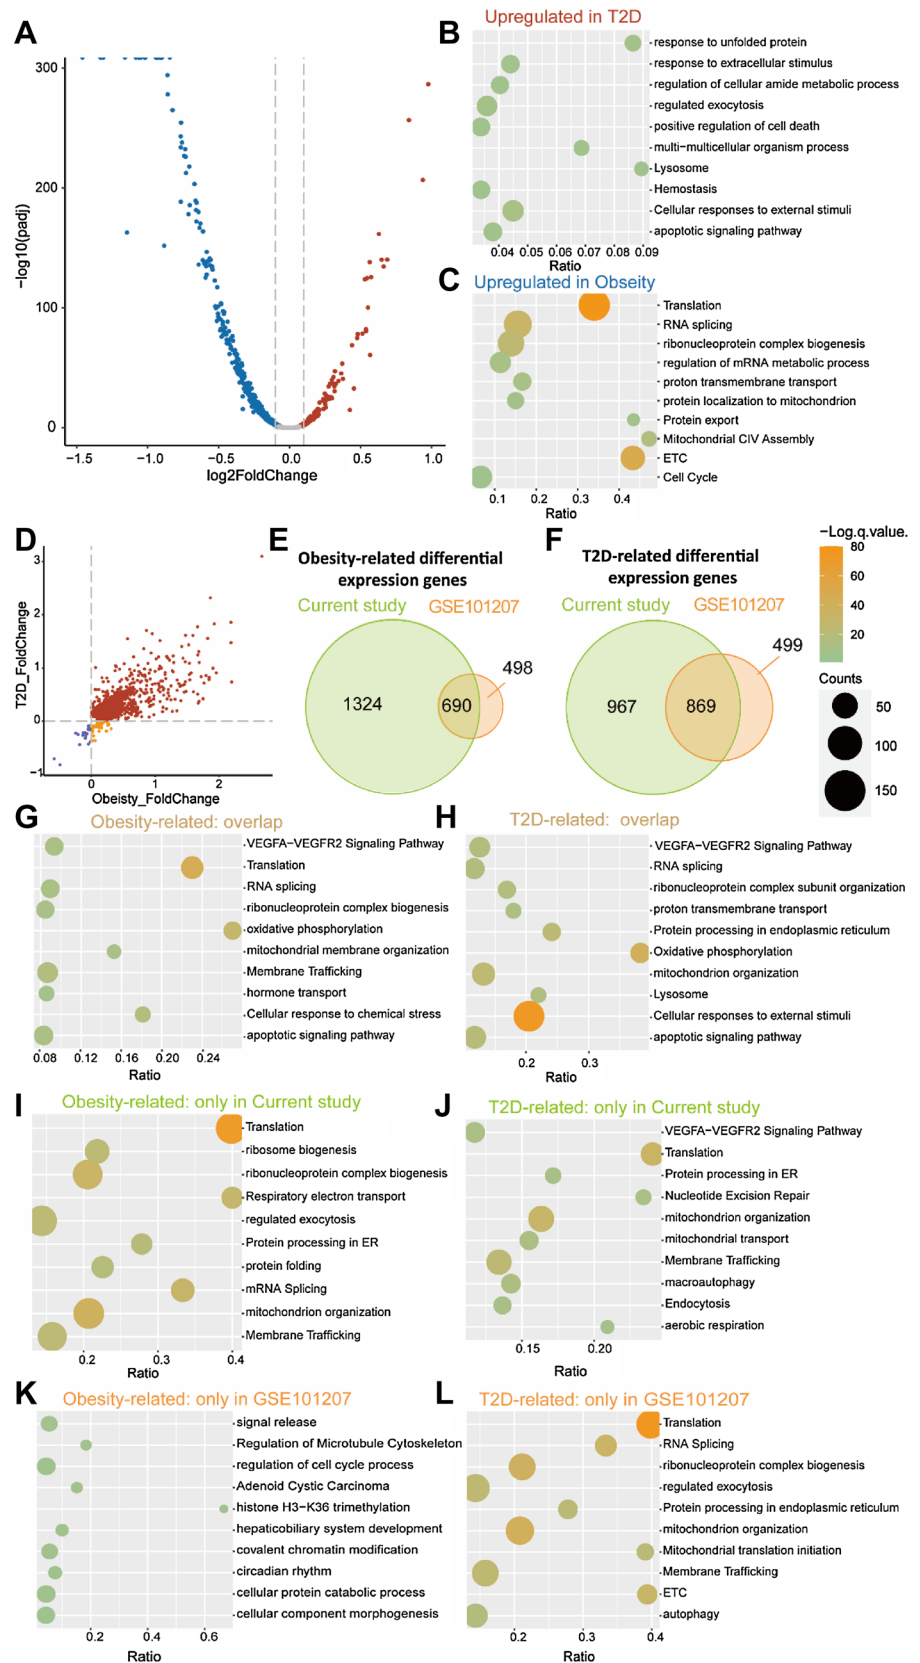 A
300
200
100
0
−log10(padj)
−1.5
−1.0
−0.5
0.0
0.5
1.0
log2FoldChange
B
Upregulated in T2D
response to unfolded protein
response to extracellular stimulus
regulation of cellular amide metabolic process
regulated exocytosis
positive regulation of cell death
multi−multicellular organism process
Lysosome
Hemostasis
Cellular responses to external stimuli
apoptotic signaling pathway
0.04 0.05 0.06 0.07 0.08 0.09
Ratio
C
Upregulated in Obseity
Translation
RNA splicing
ribonucleoprotein complex biogenesis
regulation of mRNA metabolic process
proton transmembrane transport
protein localization to mitochondrion
Protein export
Mitochondrial CIV Assembly
ETC
Cell Cycle
0.1 0.2 0.3 0.4
Ratio
D
3
2
1
0
−1
T2D_FoldChange
0 1 2
Obeisty_FoldChange
E
Obesity-related differential
expression genes
Current study
GSE101207
1324
690
498
F
T2D-related differential
expression genes
Current study
GSE101207
967
869
499
−Log.q.value.
80
60
40
20
Counts
50
100
150
G
Obesity-related: overlap
VEGFA−VEGFR2 Signaling Pathway
Translation
RNA splicing
ribonucleoprotein complex biogenesis
oxidative phosphorylation
mitochondrial membrane organization
Membrane Trafficking
hormone transport
Cellular response to chemical stress
apoptotic signaling pathway
0.08 0.12 0.16 0.20 0.24
Ratio
H
T2D-related: overlap
VEGFA−VEGFR2 Signaling Pathway
RNA splicing
ribonucleoprotein complex subunit organization
proton transmembrane transport
Protein processing in endoplasmic reticulum
Oxidative phosphorylation
mitochondrion organization
Lysosome
Cellular responses to external stimuli
apoptotic signaling pathway
0.2 0.3
Ratio
I
Obesity-related: only in Current study
Translation
ribosome biogenesis
ribonucleoprotein complex biogenesis
Respiratory electron transport
regulated exocytosis
Protein processing in ER
protein folding
mRNA Splicing
mitochondrion organization
Membrane Trafficking
0.2 0.3 0.4
Ratio
J
T2D-related: only in Current study
VEGFA−VEGFR2 Signaling Pathway
Translation
Protein processing in ER
Nucleotide Excision Repair
mitochondrion organization
mitochondrial transport
Membrane Trafficking
macroautophagy
Endocytosis
aerobic respiration
0.15 0.20
Ratio
K
Obesity-related: only in GSE101207
signal release
Regulation of Microtubule Cytoskeleton
regulation of cell cycle process
Adenoid Cystic Carcinoma
histone H3−K36 trimethylation
hepaticobiliary system development
covalent chromatin modification
circadian rhythm
cellular protein catabolic process
cellular component morphogenesis
0.2 0.4 0.6
Ratio
L
T2D-related: only in GSE101207
Translation
RNA Splicing
ribonucleoprotein complex biogenesis
regulated exocytosis
Protein processing in endoplasmic reticulum
mitochondrion organization
Mitochondrial translation initiation
Membrane Trafficking
ETC
autophagy
0.2 0.3 0.4
Ratio